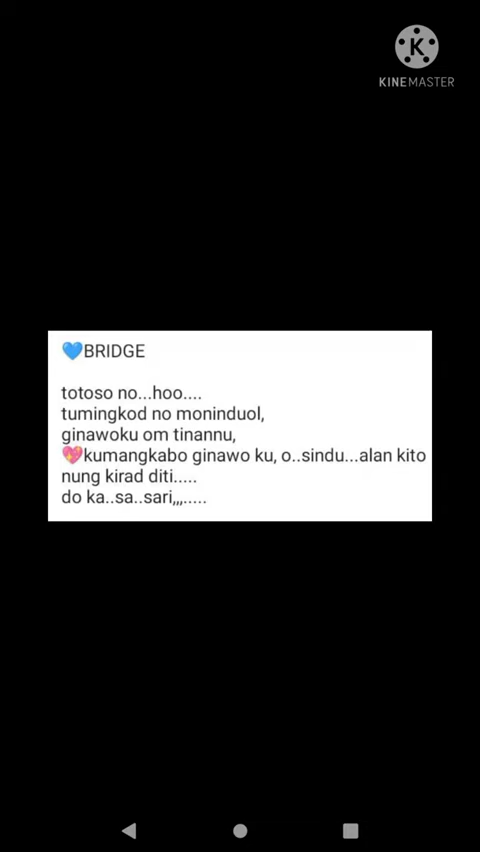 K
KINEMASTER
💙BRIDGE
totoso no...hoo....
tumingkod no moninduol,
ginawoku om tinannu,
💖kumangkabo ginawo ku, o..sindu...alan kito
nung kirad diti.....
do ka..sa..sari,,,.....